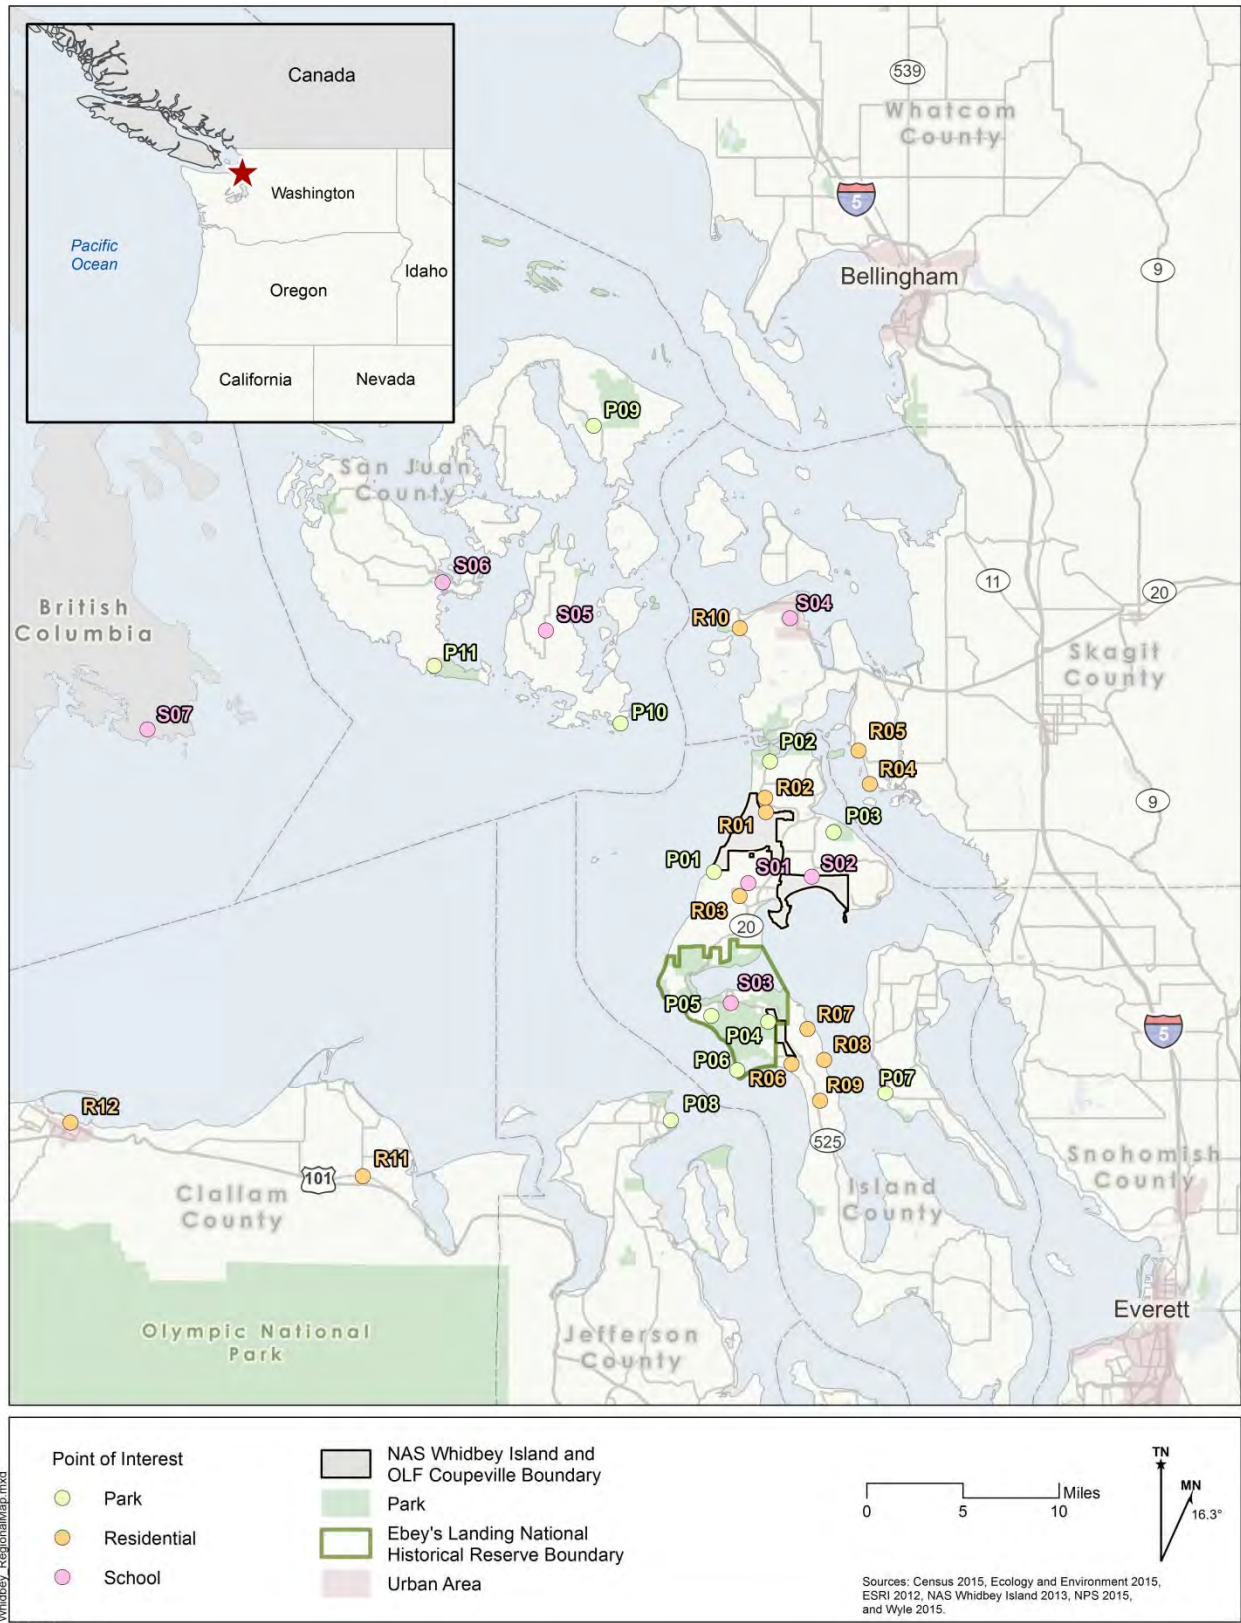 Canada
Washington
Pacific
Ocean
Idaho
Oregon
California
Nevada
539
Whatcom
County
5
Bellingham
9
P09
San Juan
County
S06
S05
R10
S04
11
20
British
Columbia
P11
Skagit
County
S07
P10
P02
R05
R04
R02
R01
P03
9
P01
S01
S02
R03
20
S03
P05
P04
R07
5
R08
P06
R06
P07
R09
P08
R12
525
R11
101
Clallam
County
Island
County
Snohomish
County
Everett
Olympic National
Park
Jefferson
County
Point of Interest
Park
Residential
School
NAS Whidbey Island and
OLF Coupeville Boundary
Park
Ebey's Landing National
Historical Reserve Boundary
Urban Area
Miles
0 5 10
TN
MN
16.3°
Sources: Census 2015, Ecology and Environment 2015,
ESRI 2012, NAS Whidbey Island 2013, NPS 2015,
and Wyle 2015.
Whidbey_RegionalMap.mxd